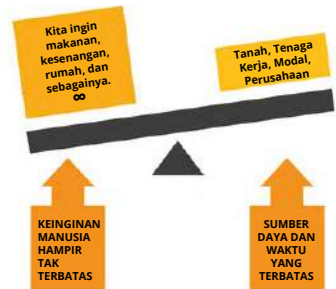 Kita ingin
makanan,
kesenangan,
rumah, dan
sebagainya.
∞
Tanah, Tenaga
Kerja, Modal,
Perusahaan
KEINGINAN
MANUSIA
HAMPIR
TAK
TERBATAS
SUMBER
DAYA DAN
WAKTU
YANG
TERBATAS